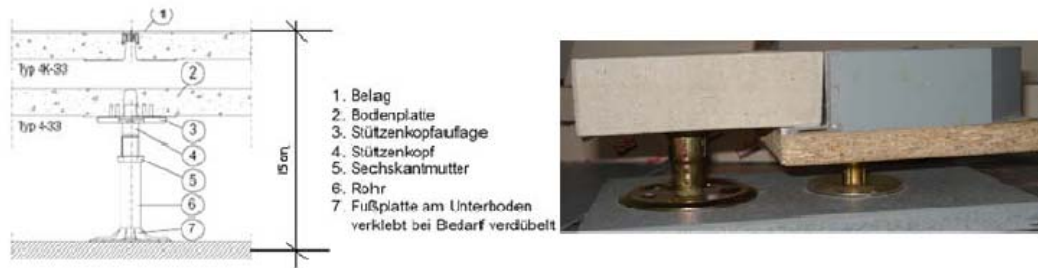 1
Typ 4K-33
2
Typ 4-33
3
4
5
6
7
15cm
1. Belag
2. Bodenplatte
3. Stützenkopfauflage
4. Stützenkopf
5. Sechskantmutter
6. Rohr
7. Fußplatte am Unterboden
verklebt bei Bedarf verdübelt